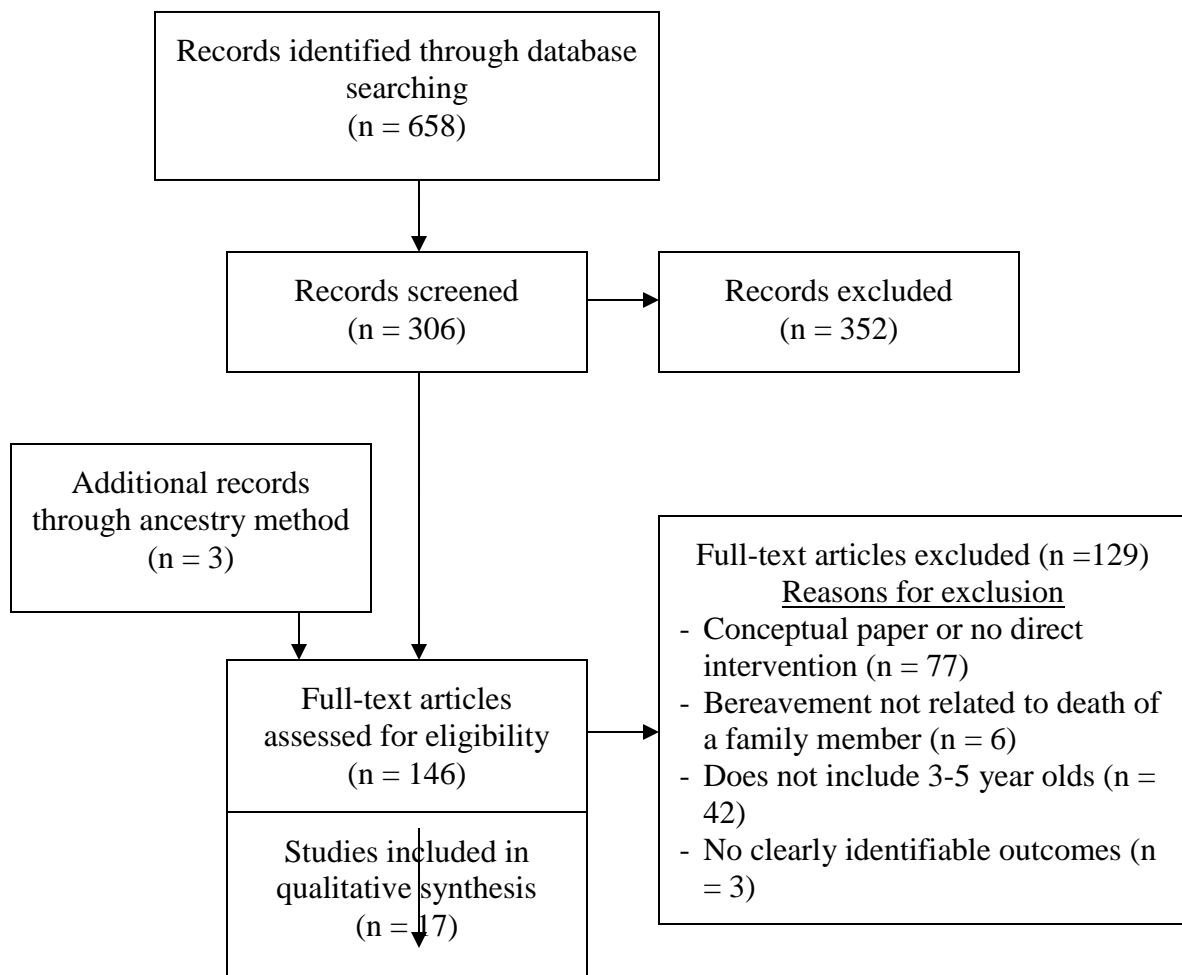 Records identified through database
searching
(n = 658)
Records screened
(n = 306)
Records excluded
(n = 352)
Additional records
through ancestry method
(n = 3)
Full-text articles
assessed for eligibility
(n = 146)
Full-text articles excluded (n =129)
Reasons for exclusion
- Conceptual paper or no direct
intervention (n = 77)
- Bereavement not related to death of
a family member (n = 6)
- Does not include 3-5 year olds (n =
42)
- No clearly identifiable outcomes (n
= 3)
Studies included in
qualitative synthesis
(n = 17)